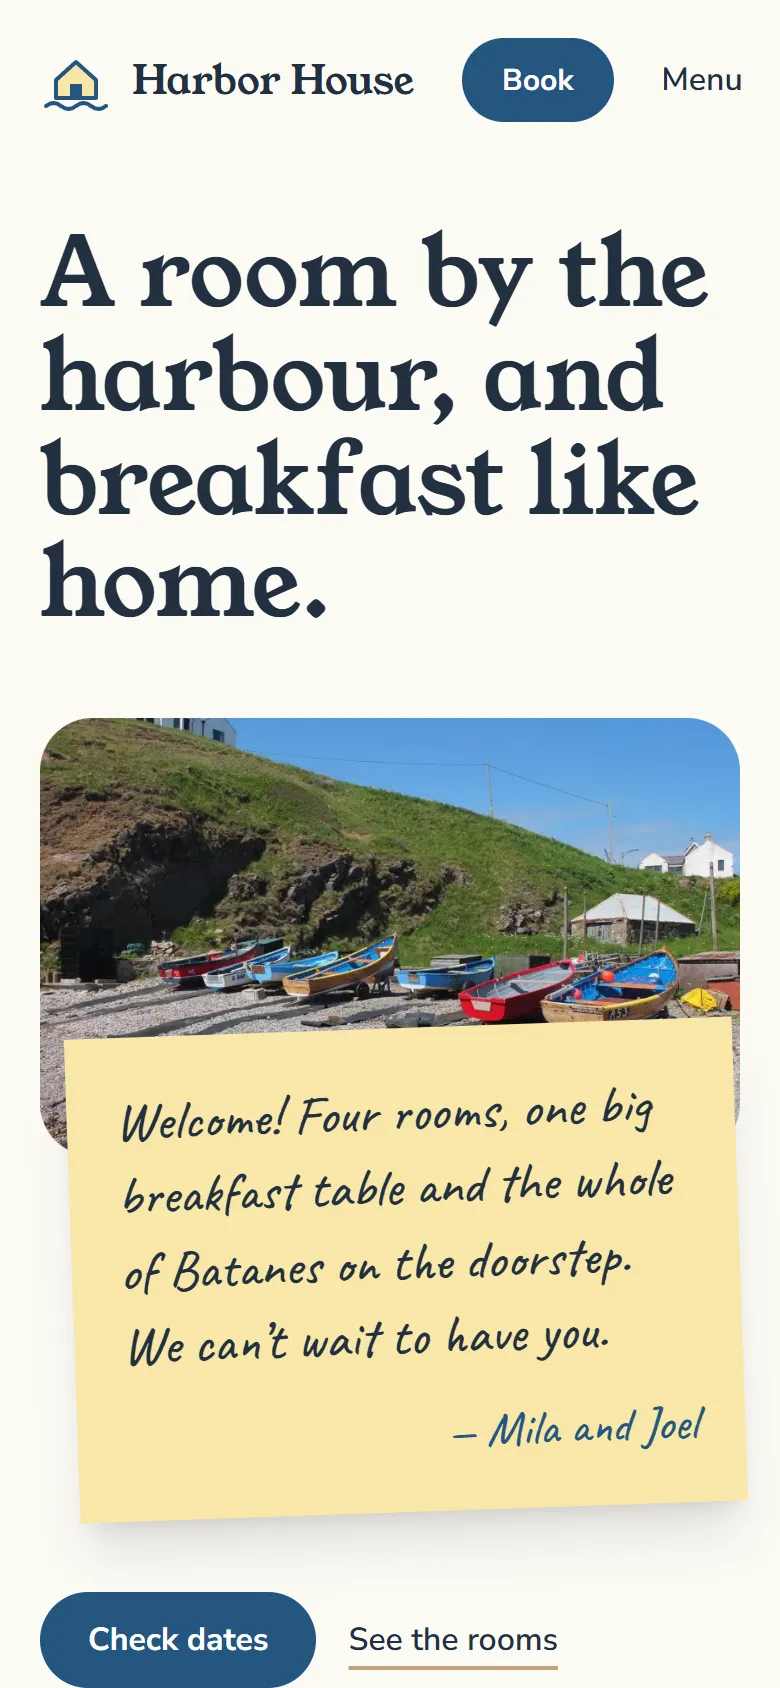 Harbor House
Book
Menu
A room by the
harbour, and
breakfast like
home.
Welcome! Four rooms, one big
breakfast table and the whole
of Batanes on the doorstep.
We can’t wait to have you.
– Mila and Joel
Check dates
See the rooms